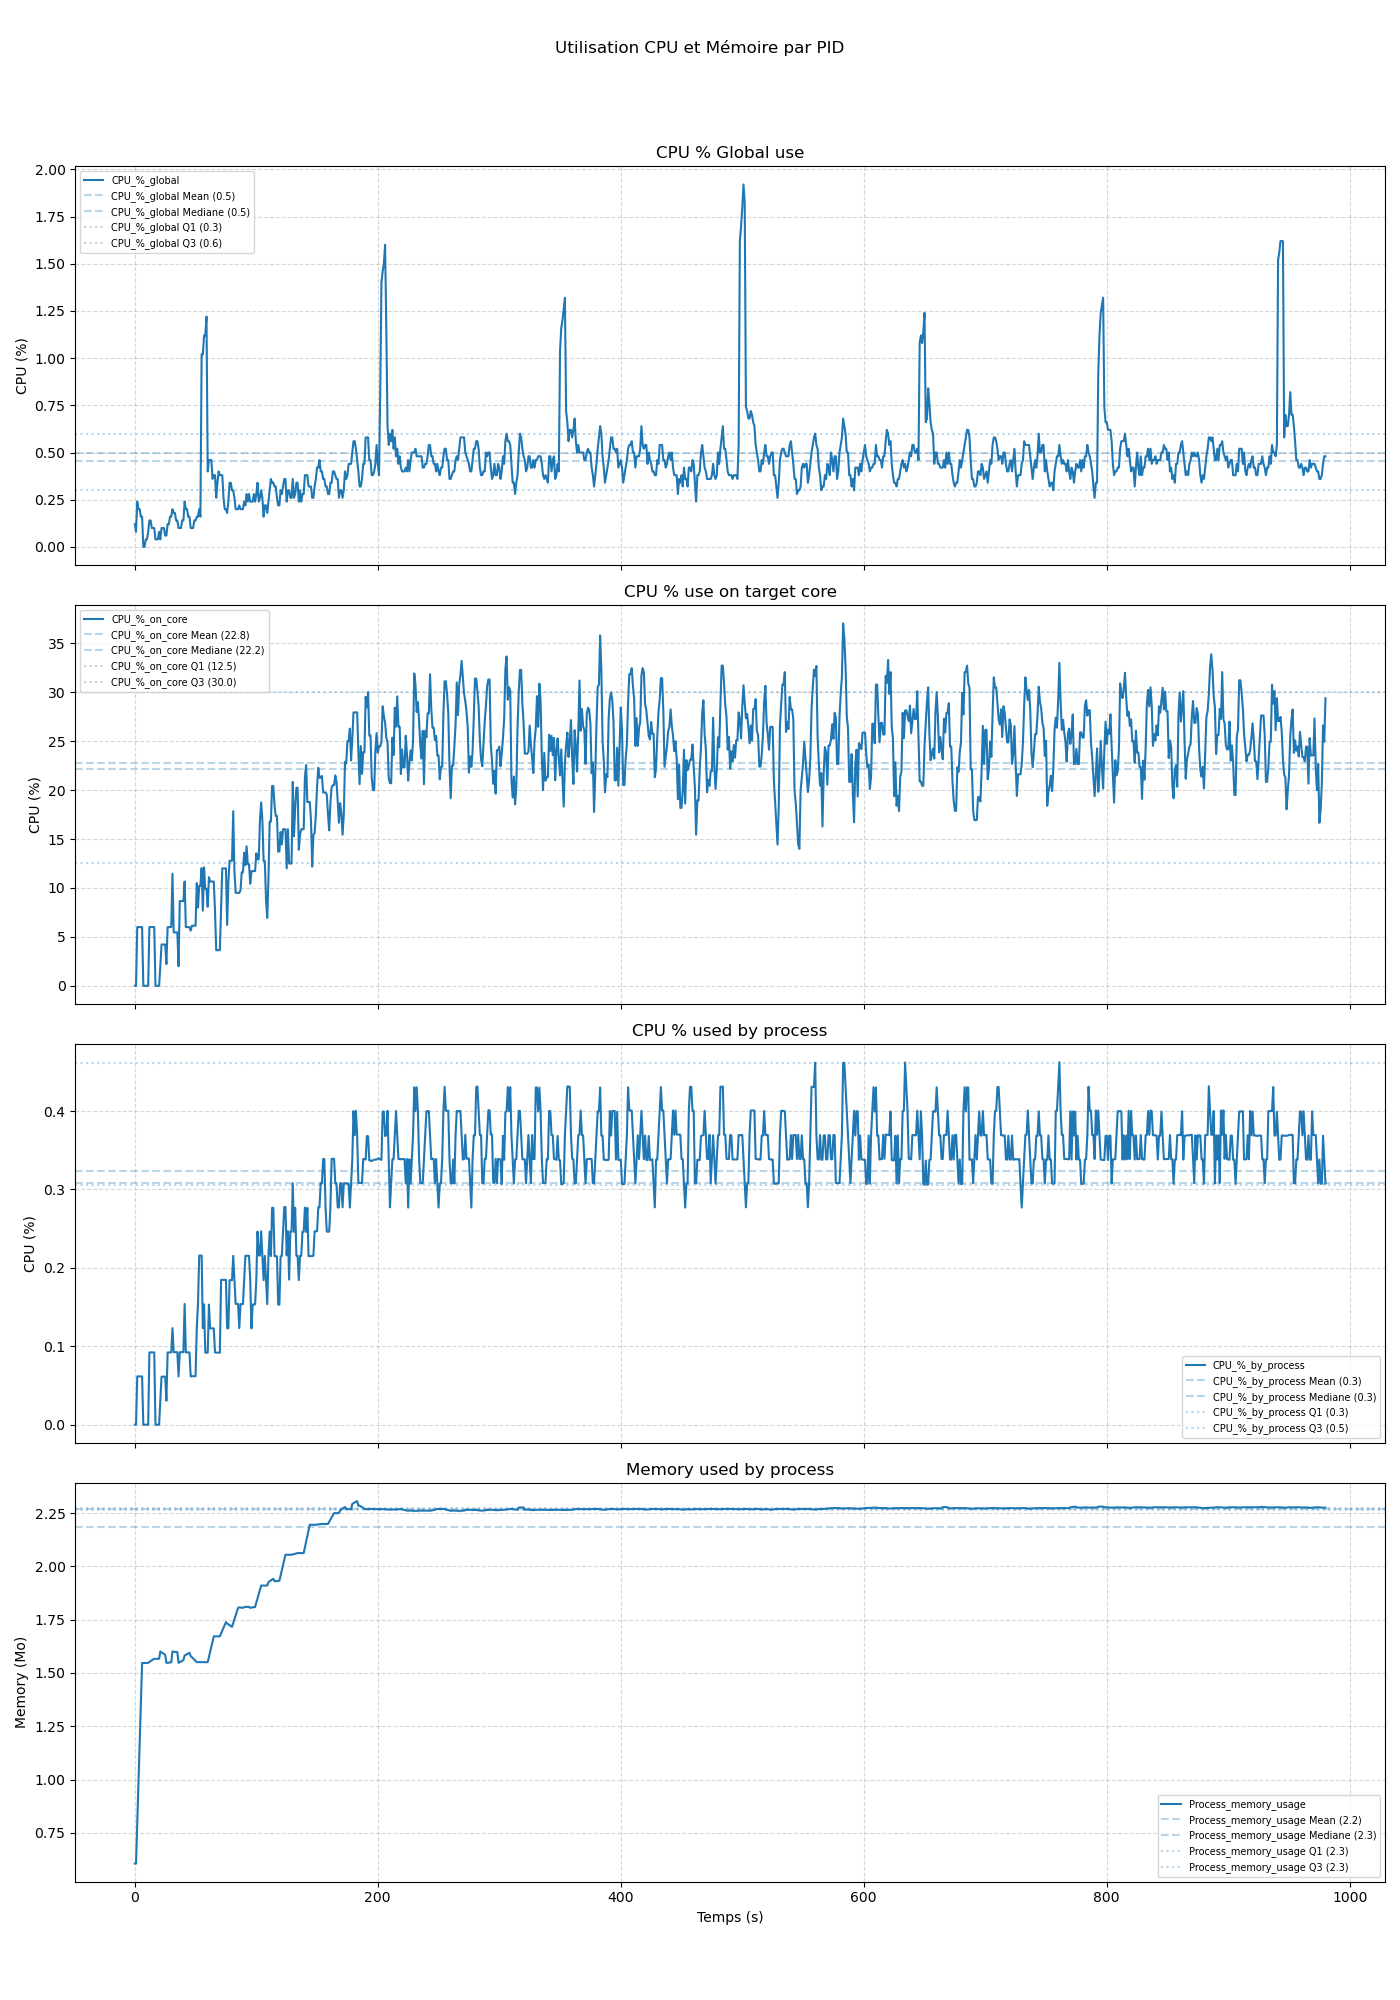 Utilisation CPU et Mémoire par PID
CPU % Global use
2.00
1.75
1.50
1.25
1.00
0.75
0.50
0.25
0.00
CPU (%)
CPU_%_global
CPU_%_global Mean (0.5)
CPU_%_global Mediane (0.5)
CPU_%_global Q1 (0.3)
CPU_%_global Q3 (0.6)
CPU % use on target core
35
30
25
20
15
10
5
0
CPU (%)
CPU_%_on_core
CPU_%_on_core Mean (22.8)
CPU_%_on_core Mediane (22.2)
CPU_%_on_core Q1 (12.5)
CPU_%_on_core Q3 (30.0)
CPU % used by process
0.4
0.3
0.2
0.1
0.0
CPU (%)
CPU_%_by_process
CPU_%_by_process Mean (0.3)
CPU_%_by_process Mediane (0.3)
CPU_%_by_process Q1 (0.3)
CPU_%_by_process Q3 (0.5)
Memory used by process
2.25
2.00
1.75
1.50
1.25
1.00
0.75
Memory (Mo)
Process_memory_usage
Process_memory_usage Mean (2.2)
Process_memory_usage Mediane (2.3)
Process_memory_usage Q1 (2.3)
Process_memory_usage Q3 (2.3)
0 200 400 600 800 1000
Temps (s)